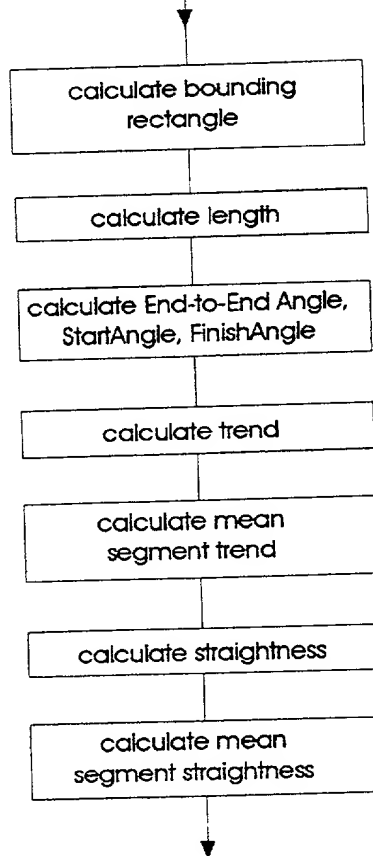 calculate bounding
rectangle
calculate length
calculate End-to-End Angle,
StartAngle, FinishAngle
calculate trend
calculate mean
segment trend
calculate straightness
calculate mean
segment straightness